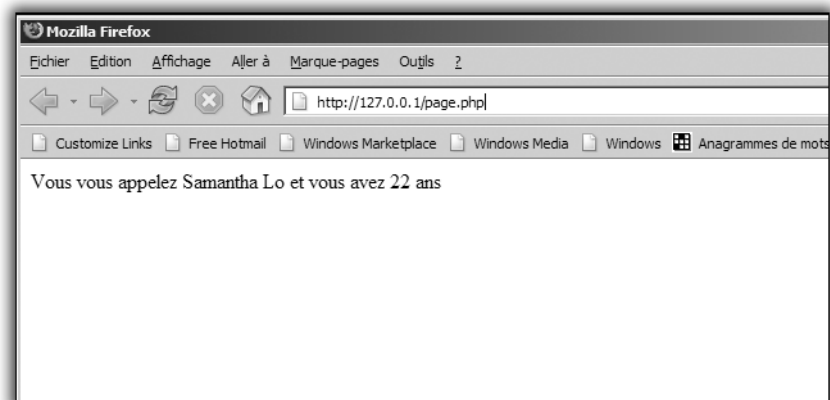 Mozilla Firefox
Fichier Edition Affichage Aller à Marque-pages Outils ?
http://127.0.0.1/page.php
Customize Links Free Hotmail Windows Marketplace Windows Media Windows Anagrammes de mots
Vous vous appelez Samantha Lo et vous avez 22 ans